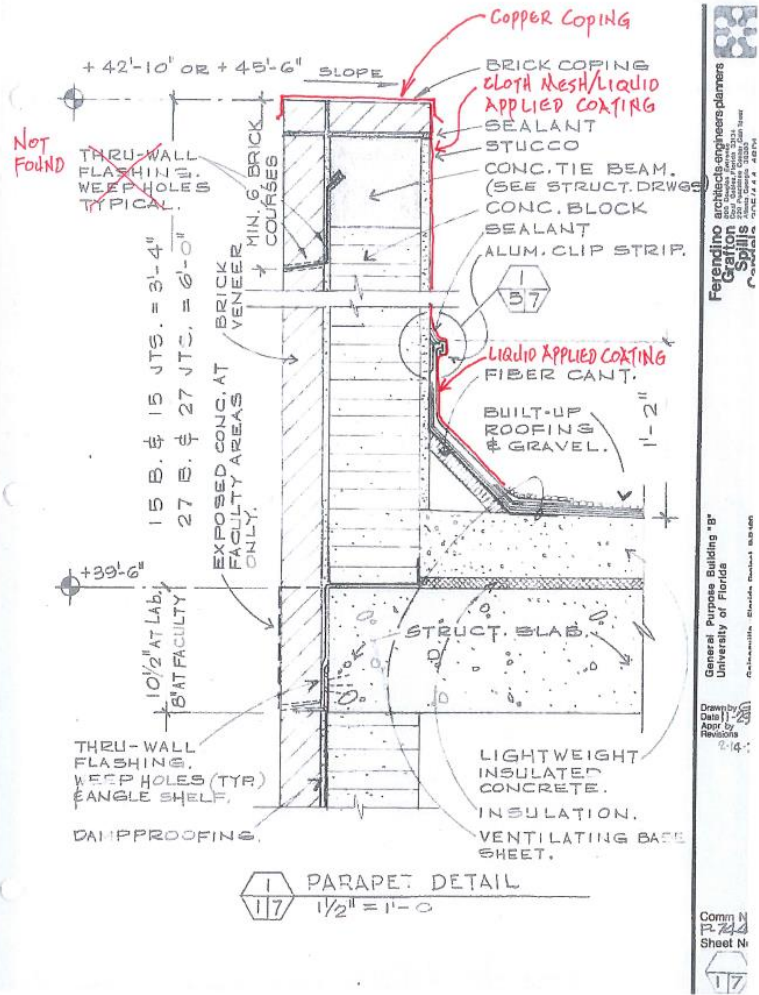 COPPER COPING
+ 42'-10' OR + 45'-6"
SLOPE
BRICK COPING
CLOTH MESH/LIQUID
APPLIED COATING
SEALANT
STUCCO
CONC. TIE BEAM.
(SEE STRUCT. DRWGS
CONC. BLOCK
SEALANT
ALUM. CLIP STRIP.
1
57
LIQUID APPLIED COATING
FIBER CANT.
BUILT-UP
ROOFING
& GRAVEL.
1'-2"
NOT
FOUND
THRU-WALL
FLASHING.
WEEP HOLES
TYPICAL.
MIN. 6 BRICK
COURSES
BRICK
VENEER
15 B. & 15 JTS. = 3'-4"
27 B. & 27 JTS. = 6'-0"
EXPOSED CONC. AT
FACULTY AREAS
ONLY.
+39'-6"
10½" AT LAB.
8" AT FACULTY
STRUCT. SLAB.
THRU-WALL
FLASHING.
WEEP HOLES (TYP.)
& ANGLE SHELF.
DAMPPROOFING.
LIGHTWEIGHT
INSULATED
CONCRETE.
INSULATION.
VENTILATING BASE
SHEET.
1
17
PARAPET DETAIL
1/2" = 1'-0
Ferendino
Grafton
Spillis
Candela
architects·engineers·planners
General Purpose Building "B"
University of Florida
Drawn by
Date
Appr by
Revisions
2-14-
Comm N
Sheet N
17